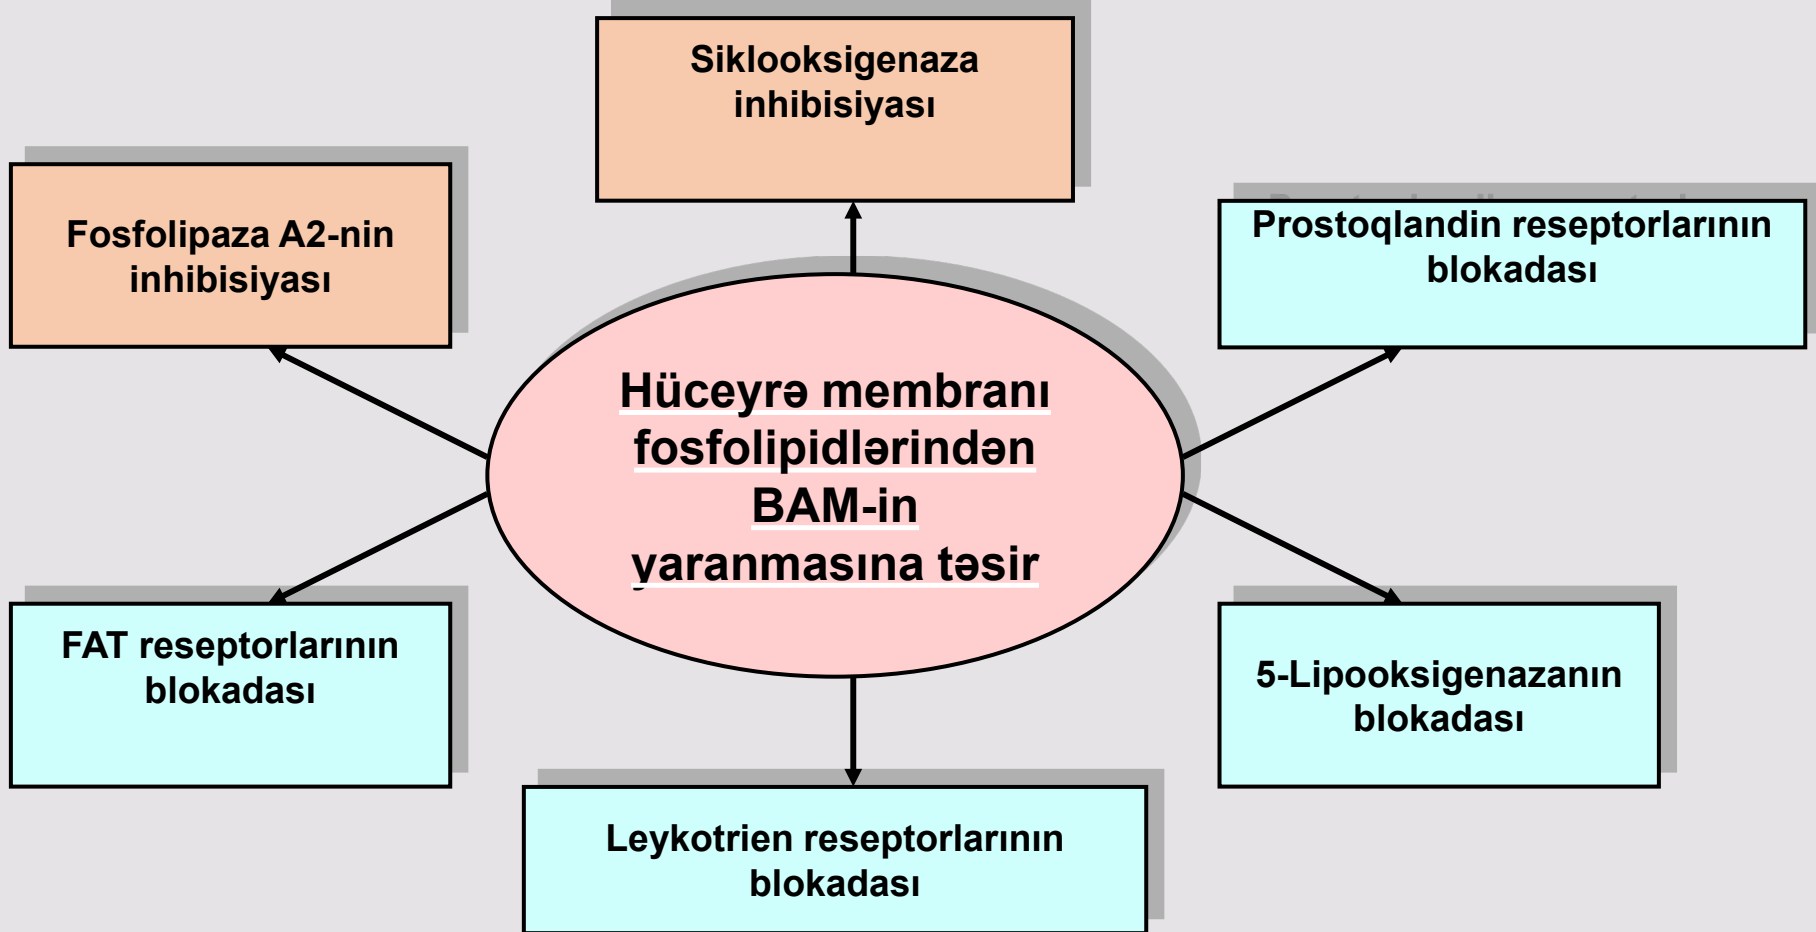 Siklooksigenaza
inhibisiyası
Fosfolipaza A2-nin
inhibisiyası
Prostoqlandin reseptorlarının
blokadası
Hüceyrə membranı
fosfolipidlərindən
BAM-in
yaranmasına təsir
FAT reseptorlarının
blokadası
5-Lipooksigenazanın
blokadası
Leykotrien reseptorlarının
blokadası